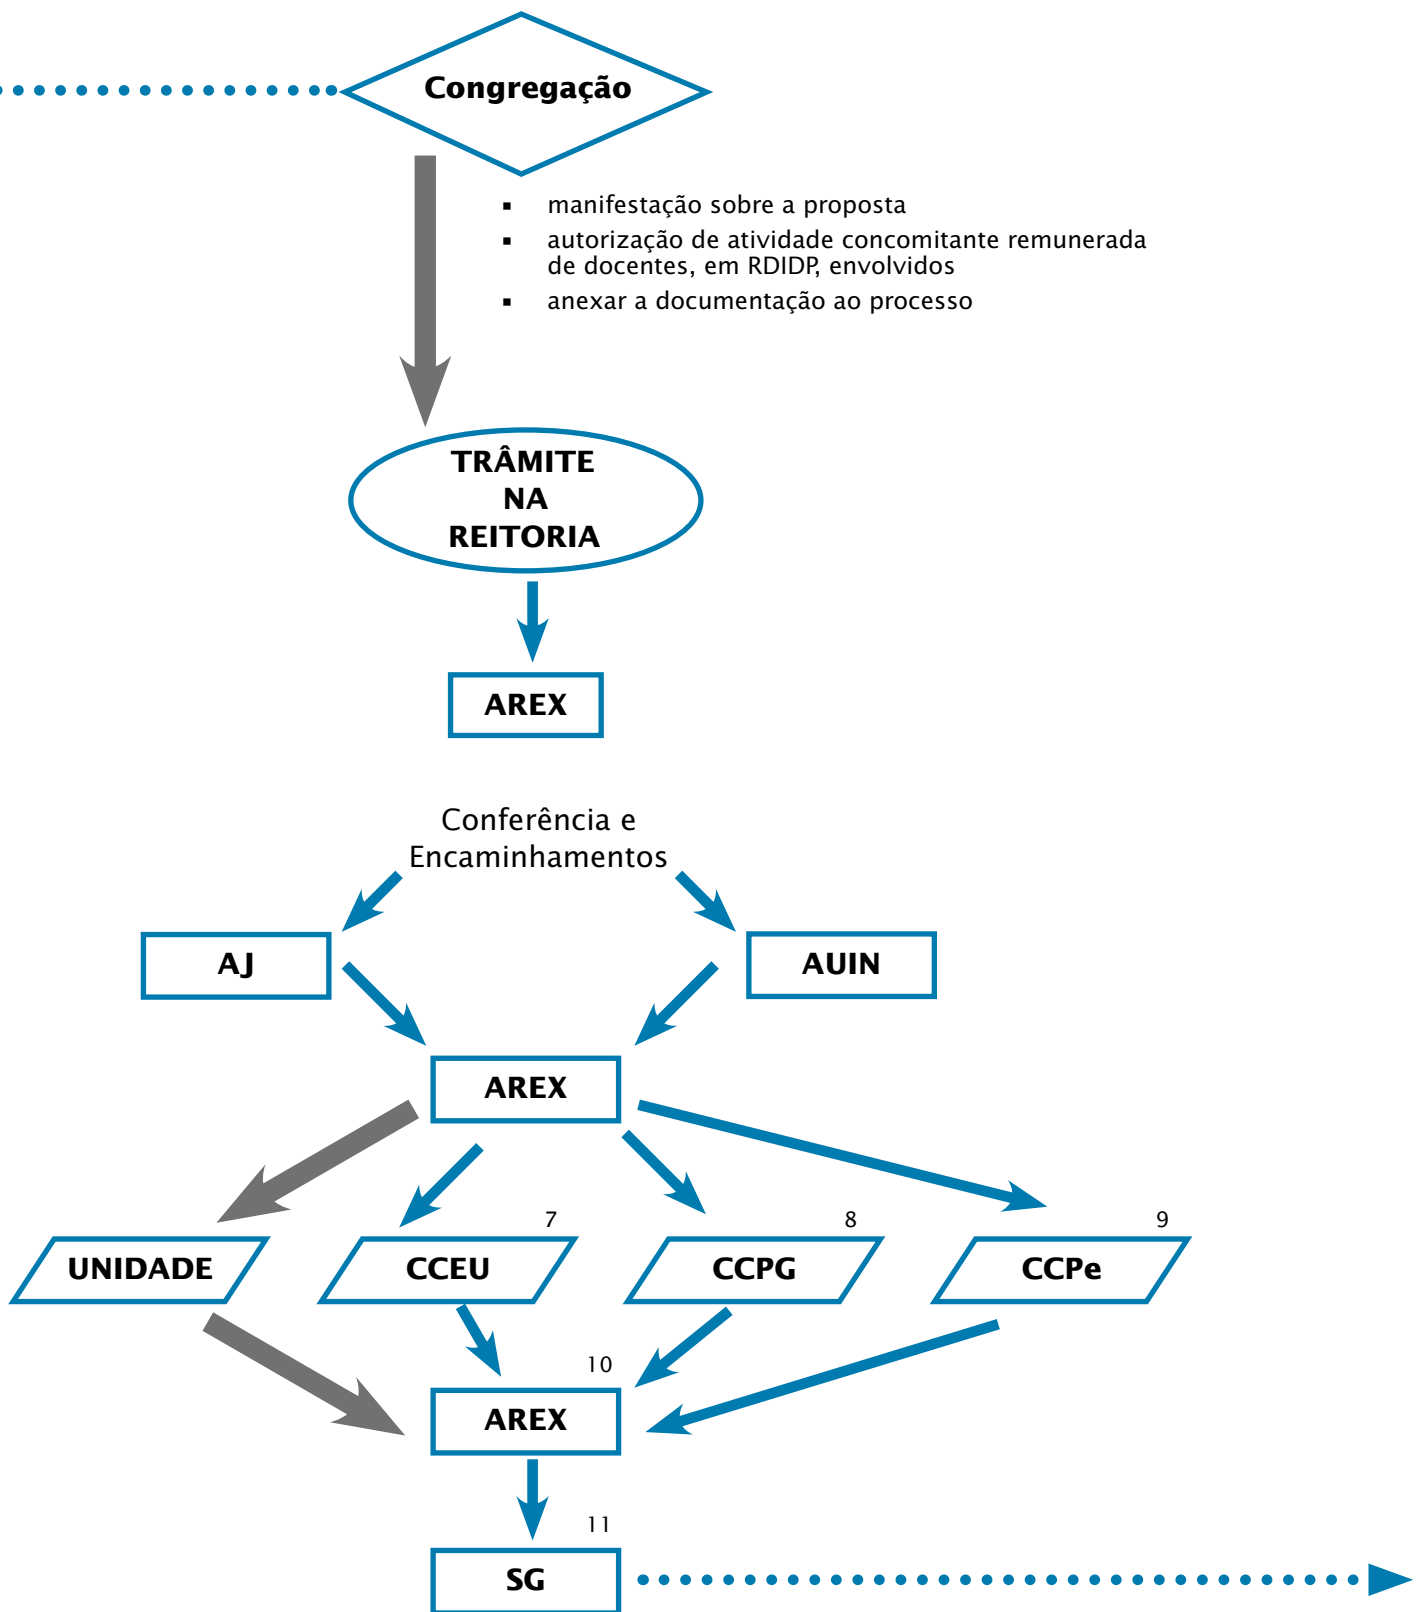 Congregação
▪ manifestação sobre a proposta
▪ autorização de atividade concomitante remunerada
de docentes, em RDIDP, envolvidos
▪ anexar a documentação ao processo
TRÂMITE
NA
REITORIA
AREX
Conferência e
Encaminhamentos
AJ
AUIN
AREX
7
8
9
UNIDADE
CCEU
CCPG
CCPe
10
AREX
11
SG